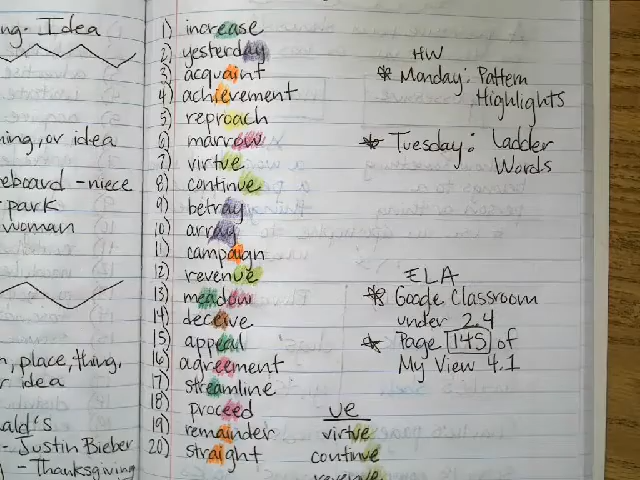 ng. Idea
ning, or idea
eboard - niece
park
woman
n, place, thing,
r idea
ald's
- Justin Bieber
- Thanksgiving
1) increase
2) yesterday
3) acquaint
4) achievement
5) reproach
6) marrow
7) virtue
8) continue
9) betray
10) array
11) campaign
12) revenue
13) meadow
14) deceive
15) appeal
16) agreement
17) streamline
18) proceed
19) remainder
20) straight
HW
* Monday: Pattern
Highlights
* Tuesday: Ladder
Words
ELA
* Google Classroom
under 2.4
* Page 145 of
My View 4.1
ue
virtue
continue
revenue